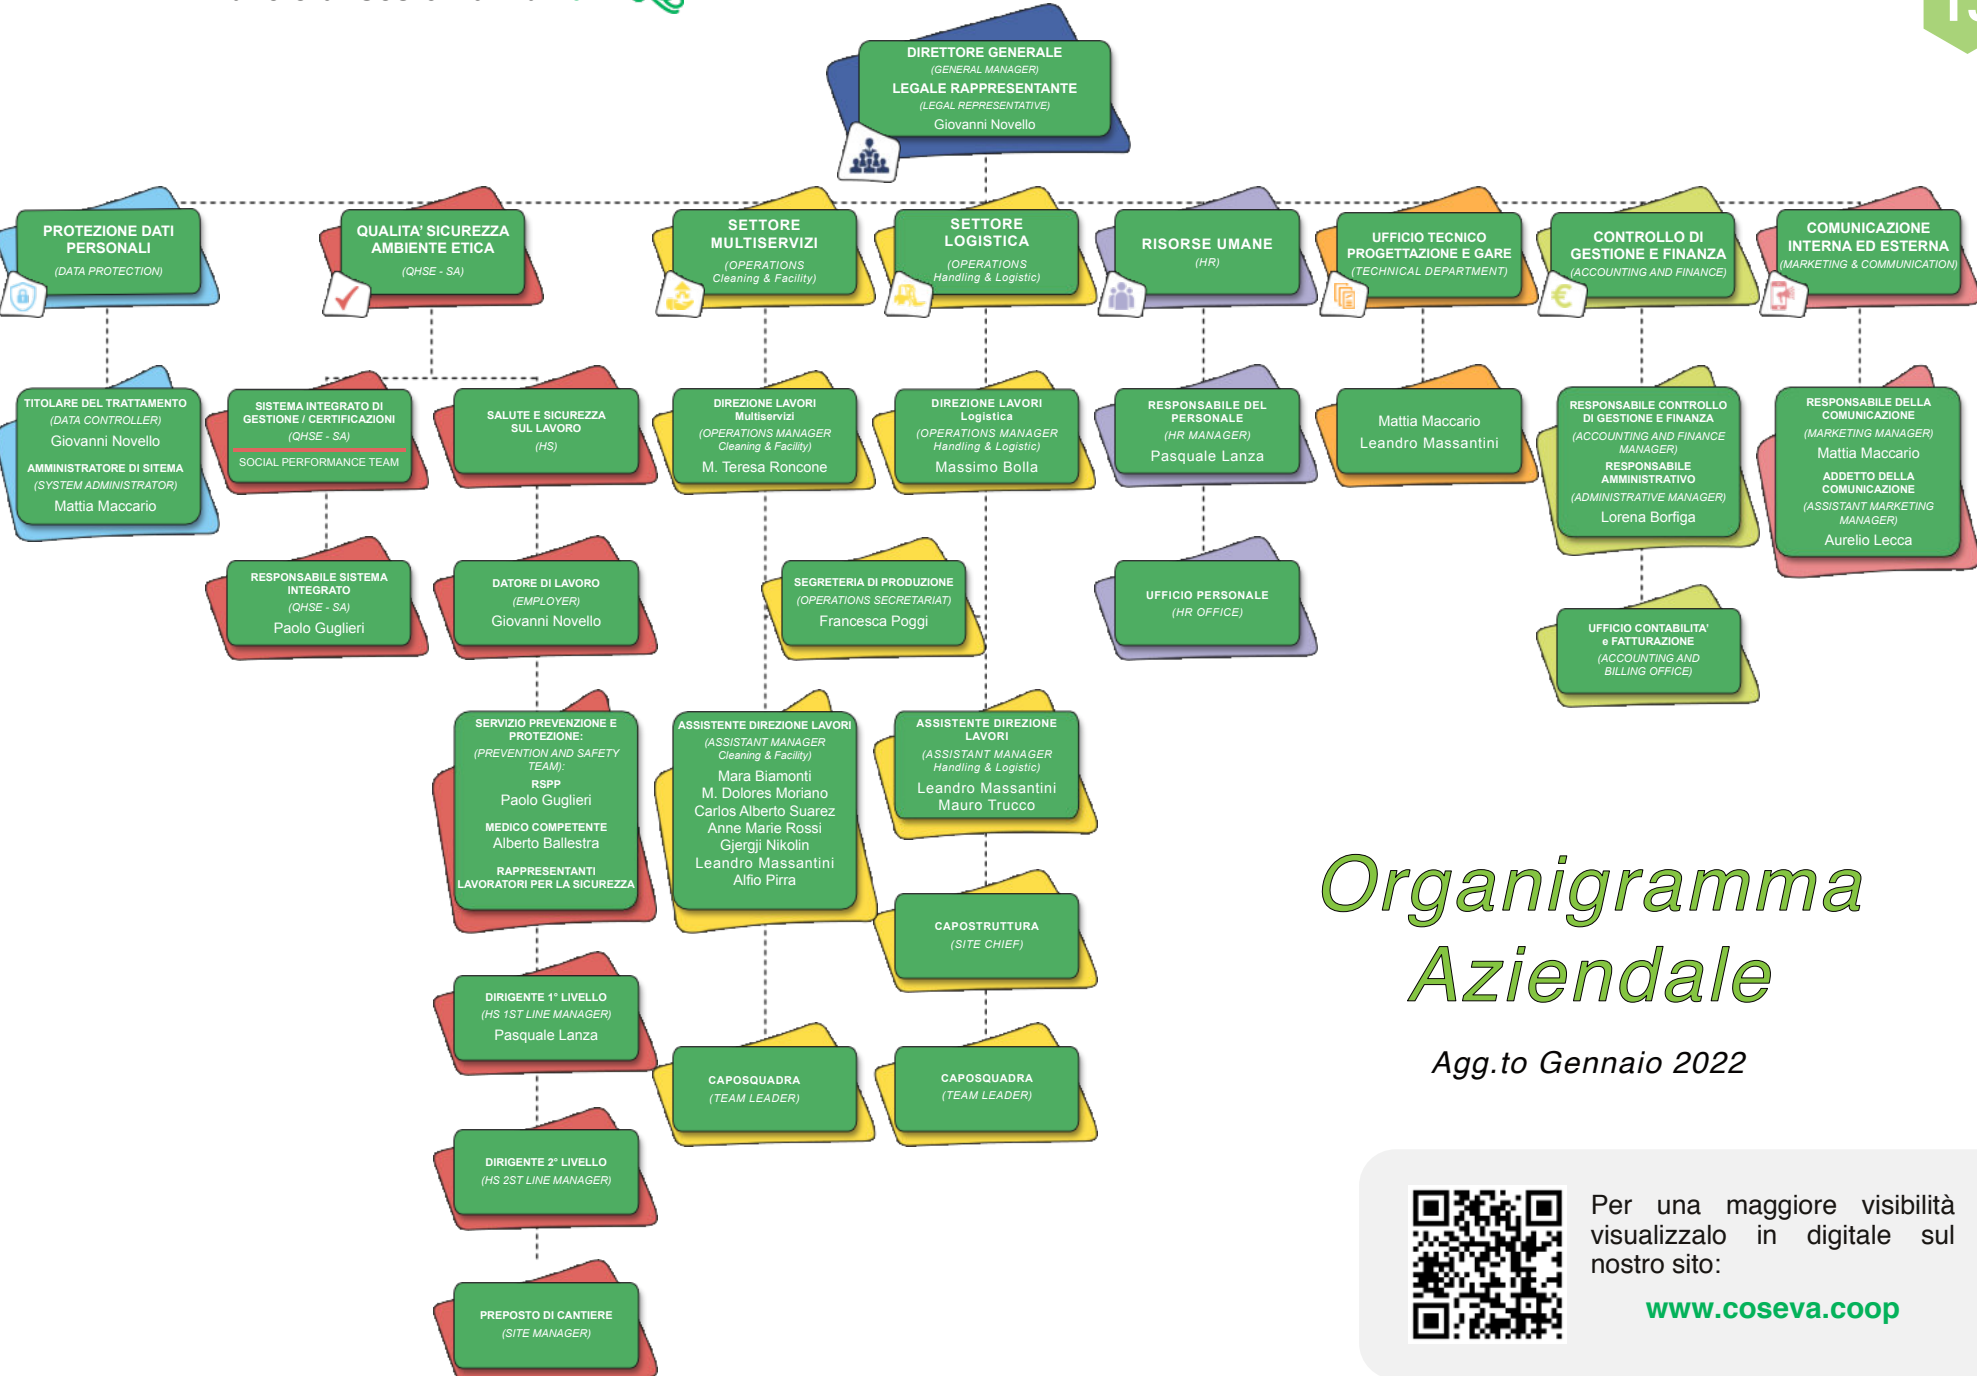 DIRETTORE GENERALE
(GENERAL MANAGER)
LEGALE RAPPRESENTANTE
(LEGAL REPRESENTATIVE)
Giovanni Novello
PROTEZIONE DATI
PERSONALI
(DATA PROTECTION)
QUALITA' SICUREZZA
AMBIENTE ETICA
(QHSE - SA)
SETTORE
MULTISERVIZI
(OPERATIONS
Cleaning & Facility)
SETTORE
LOGISTICA
(OPERATIONS
Handling & Logistic)
RISORSE UMANE
(HR)
UFFICIO TECNICO
PROGETTAZIONE E GARE
(TECHNICAL DEPARTMENT)
CONTROLLO DI
GESTIONE E FINANZA
(ACCOUNTING AND FINANCE)
COMUNICAZIONE
INTERNA ED ESTERNA
(MARKETING & COMMUNICATION)
TITOLARE DEL TRATTAMENTO
(DATA CONTROLLER)
Giovanni Novello
AMMINISTRATORE DI SITEMA
(SYSTEM ADMINISTRATOR)
Mattia Maccario
SISTEMA INTEGRATO DI
GESTIONE / CERTIFICAZIONI
(QHSE - SA)
SOCIAL PERFORMANCE TEAM
SALUTE E SICUREZZA
SUL LAVORO
(HS)
DIREZIONE LAVORI
Multiservizi
(OPERATIONS MANAGER
Cleaning & Facility)
M. Teresa Roncone
DIREZIONE LAVORI
Logistica
(OPERATIONS MANAGER
Handling & Logistic)
Massimo Bolla
RESPONSABILE DEL
PERSONALE
(HR MANAGER)
Pasquale Lanza
Mattia Maccario
Leandro Massantini
RESPONSABILE CONTROLLO
DI GESTIONE E FINANZA
(ACCOUNTING AND FINANCE
MANAGER)
RESPONSABILE
AMMINISTRATIVO
(ADMINISTRATIVE MANAGER)
Lorena Borfiga
RESPONSABILE DELLA
COMUNICAZIONE
(MARKETING MANAGER)
Mattia Maccario
ADDETTO DELLA
COMUNICAZIONE
(ASSISTANT MARKETING
MANAGER)
Aurelio Lecca
RESPONSABILE SISTEMA
INTEGRATO
(QHSE - SA)
Paolo Guglieri
DATORE DI LAVORO
(EMPLOYER)
Giovanni Novello
SEGRETERIA DI PRODUZIONE
(OPERATIONS SECRETARIAT)
Francesca Poggi
UFFICIO PERSONALE
(HR OFFICE)
UFFICIO CONTABILITA'
e FATTURAZIONE
(ACCOUNTING AND
BILLING OFFICE)
SERVIZIO PREVENZIONE E
PROTEZIONE:
(PREVENTION AND SAFETY
TEAM):
RSPP
Paolo Guglieri
MEDICO COMPETENTE
Alberto Ballestra
RAPPRESENTANTI
LAVORATORI PER LA SICUREZZA
ASSISTENTE DIREZIONE LAVORI
(ASSISTANT MANAGER
Cleaning & Facility)
Mara Biamonti
M. Dolores Moriano
Carlos Alberto Suarez
Anne Marie Rossi
Gjergji Nikolin
Leandro Massantini
Alfio Pirra
ASSISTENTE DIREZIONE
LAVORI
(ASSISTANT MANAGER
Handling & Logistic)
Leandro Massantini
Mauro Trucco
CAPOSTRUTTURA
(SITE CHIEF)
DIRIGENTE 1° LIVELLO
(HS 1ST LINE MANAGER)
Pasquale Lanza
CAPOSQUADRA
(TEAM LEADER)
CAPOSQUADRA
(TEAM LEADER)
DIRIGENTE 2° LIVELLO
(HS 2ST LINE MANAGER)
PREPOSTO DI CANTIERE
(SITE MANAGER)
Organigramma
Aziendale
Agg.to Gennaio 2022
Per una maggiore visibilità
visualizzalo in digitale sul
nostro sito:
www.coseva.coop